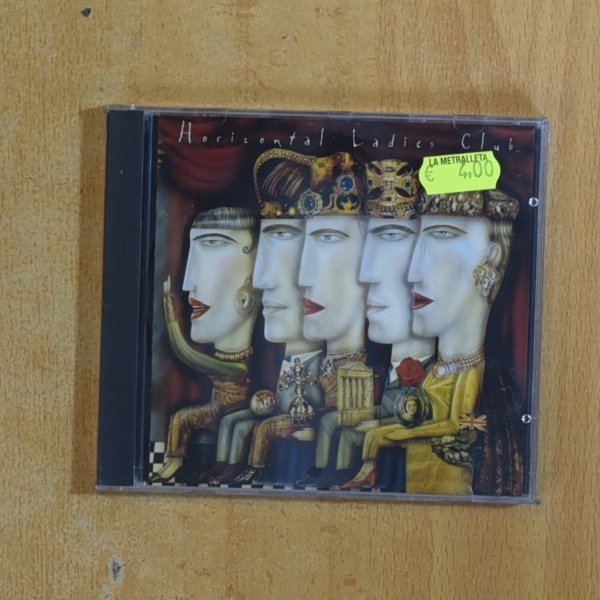 Horizontal Ladies Club
LA METRALLETA
€ 4,00